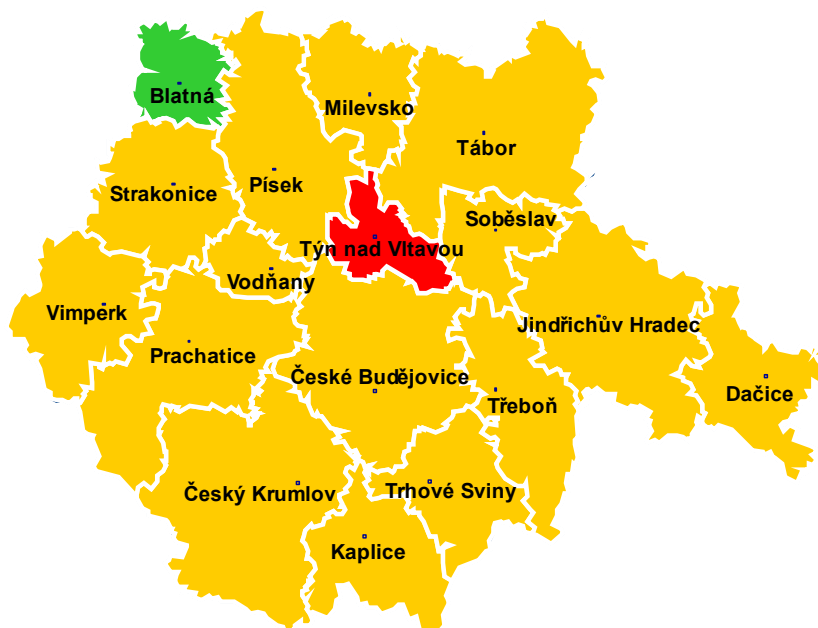 Blatná
Milevsko
Tábor
Písek
Strakonice
Soběslav
Týn nad Vltavou
Vodňany
Vimperk
Jindřichův Hradec
Prachatice
České Budějovice
Dačice
Třeboň
Český Krumlov
Trhové Sviny
Kaplice